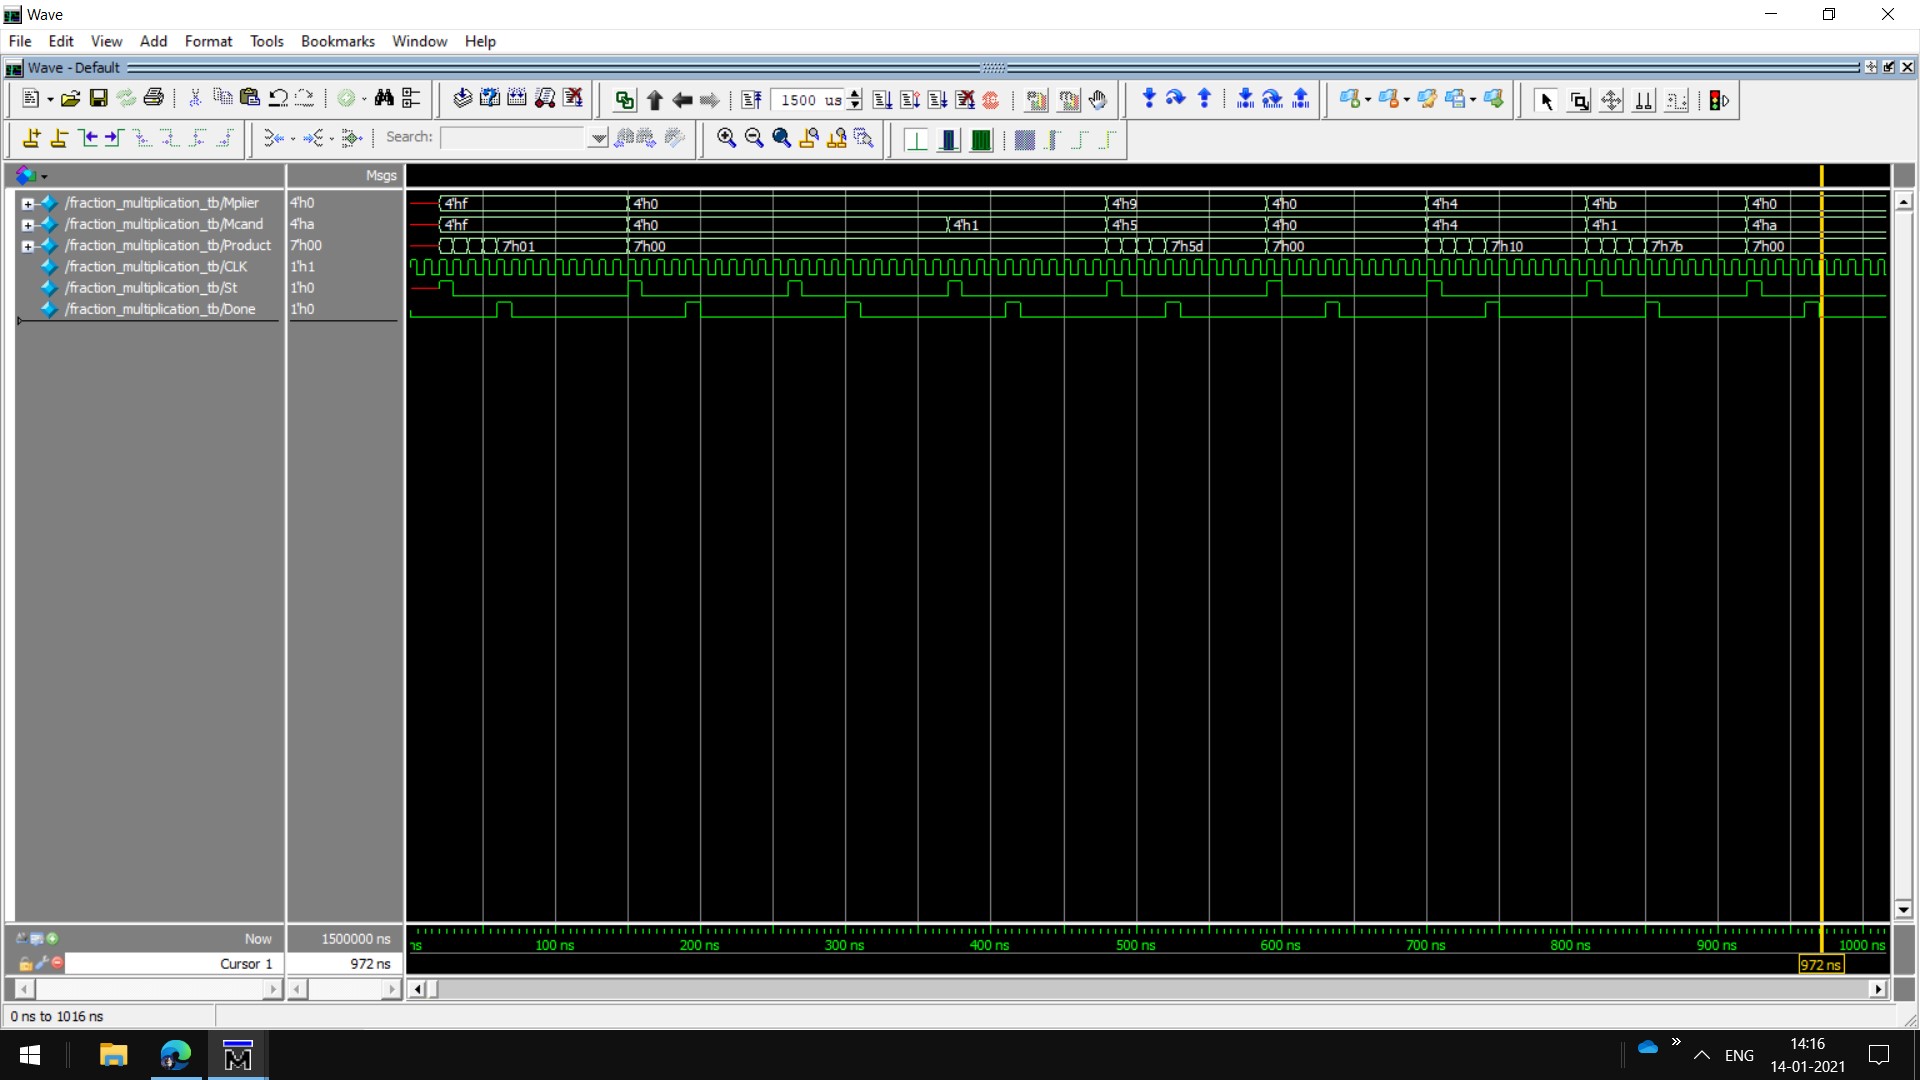 Wave
File Edit View Add Format Tools Bookmarks Window Help
Wave - Default
1500 us
Search:
Msgs
/fraction_multiplication_tb/Mplier 4'h0 4'hf 4'h0 4'h9 4'h0 4'h4 4'hb 4'h0
/fraction_multiplication_tb/Mcand 4'ha 4'hf 4'h0 4'h1 4'h5 4'h0 4'h4 4'h1 4'ha
/fraction_multiplication_tb/Product 7'h00 7'h01 7'h00 7'h5d 7'h00 7'h10 7'h7b 7'h00
/fraction_multiplication_tb/CLK 1'h1
/fraction_multiplication_tb/St 1'h0
/fraction_multiplication_tb/Done 1'h0
Now 1500000 ns ns 100 ns 200 ns 300 ns 400 ns 500 ns 600 ns 700 ns 800 ns 900 ns 1000 ns
Cursor 1 972 ns 972 ns
0 ns to 1016 ns
ENG
14:16
14-01-2021